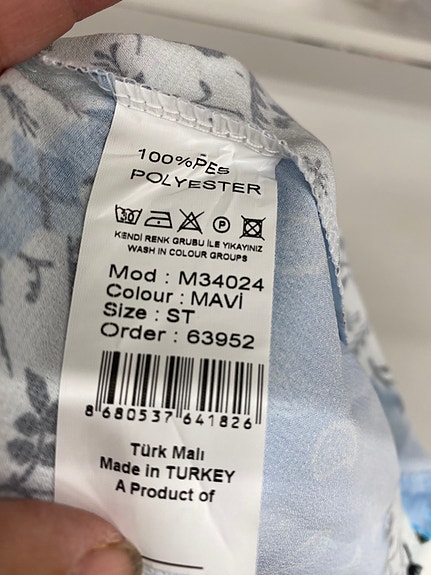 100%PES
POLYESTER
30 P
KENDİ RENK GRUBU İLE YIKAYINIZ
WASH IN COLOUR GROUPS
Mod : M34024
Colour : MAVİ
Size : ST
Order : 63952
8 680537 641826
Türk Malı
Made in TURKEY
A Product of